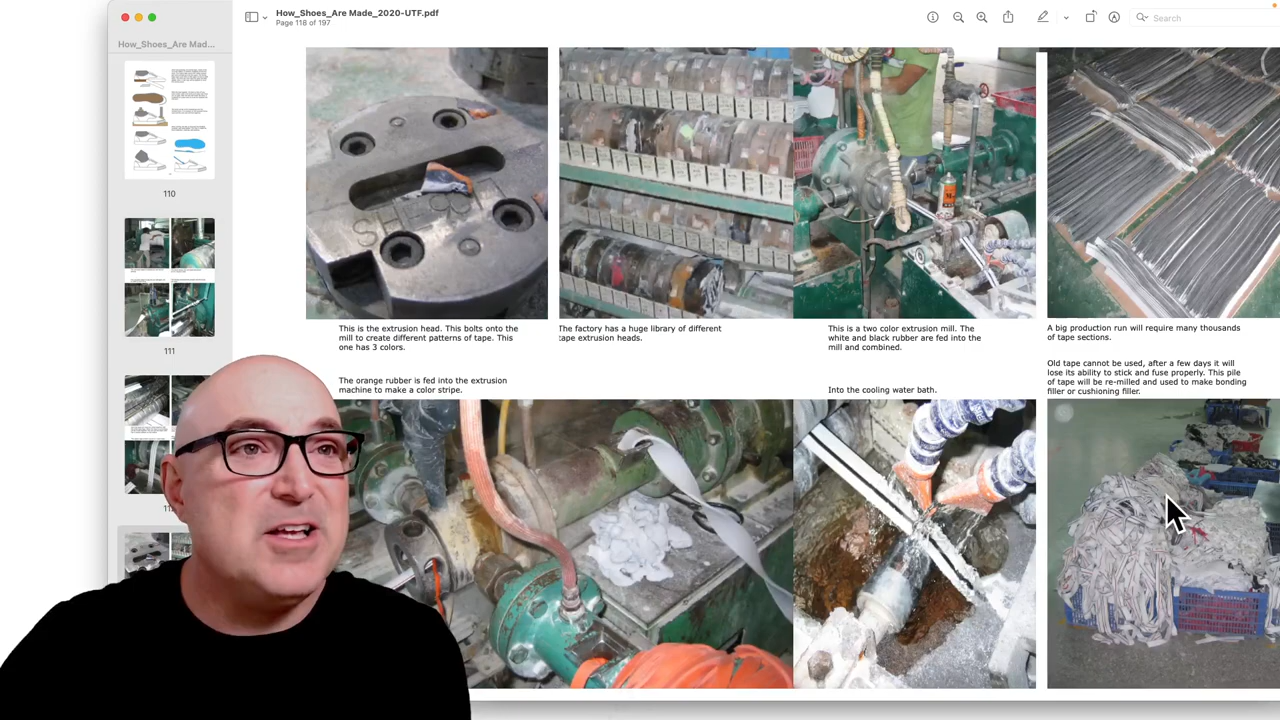 How_Shoes_Are Made_2020-UTF.pdf
Page 118 of 197
Search
How_Shoes_Are Mad...
110
111
This is the extrusion head. This bolts onto the
mill to create different patterns of tape. This
one has 3 colors.
The orange rubber is fed into the extrusion
machine to make a color stripe.
The factory has a huge library of different
tape extrusion heads.
This is a two color extrusion mill. The
white and black rubber are fed into the
mill and combined.
Into the cooling water bath.
A big production run will require many thousands
of tape sections.
Old tape cannot be used, after a few days it will
lose its ability to stick and fuse properly. This pile
of tape will be re-milled and used to make bonding
filler or cushioning filler.